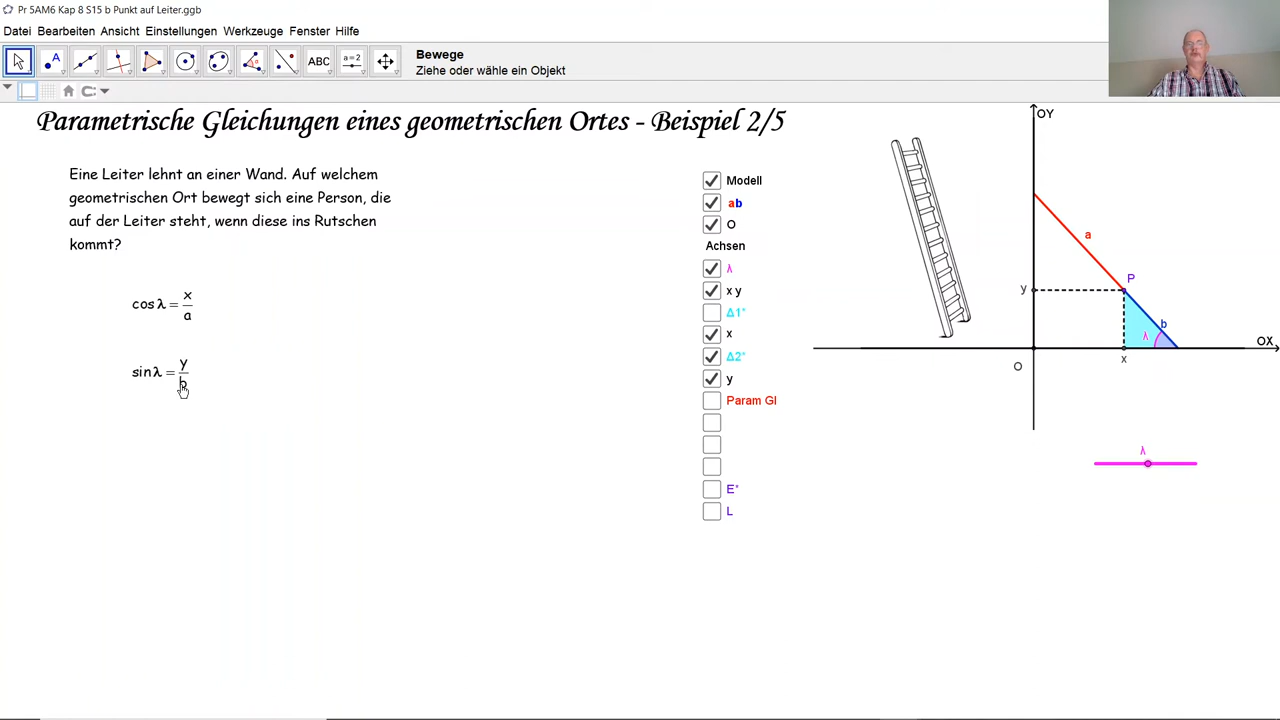 Pr 5AM6 Kap 8 S15 b Punkt auf Leiter.ggb
Datei Bearbeiten Ansicht Einstellungen Werkzeuge Fenster Hilfe
A
ABC
a=2
Bewege
Ziehe oder wähle ein Objekt
Parametrische Gleichungen eines geometrischen Ortes - Beispiel 2/5
Eine Leiter lehnt an einer Wand. Auf welchem
geometrischen Ort bewegt sich eine Person, die
auf der Leiter steht, wenn diese ins Rutschen
kommt?
cos λ = x/a
sin λ = y/b
Modell
ab
O
Achsen
λ
x y
Δ1*
x
Δ2*
y
Param Gl
E*
L
OY
a
P
y
b
λ
OX
x
O
λ